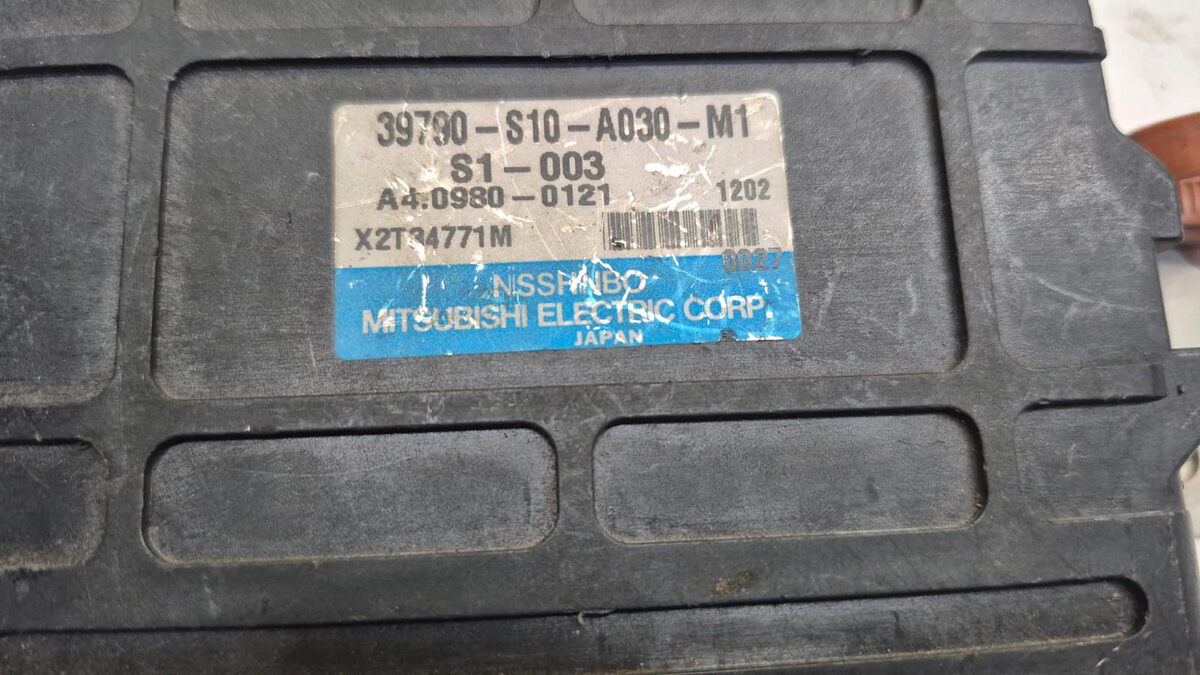 39790-S10-A030-M1
S1-003
A4.0980-0121 1202
X2T34771M
0027
NISSHINBO
MITSUBISHI ELECTRIC CORP.
JAPAN